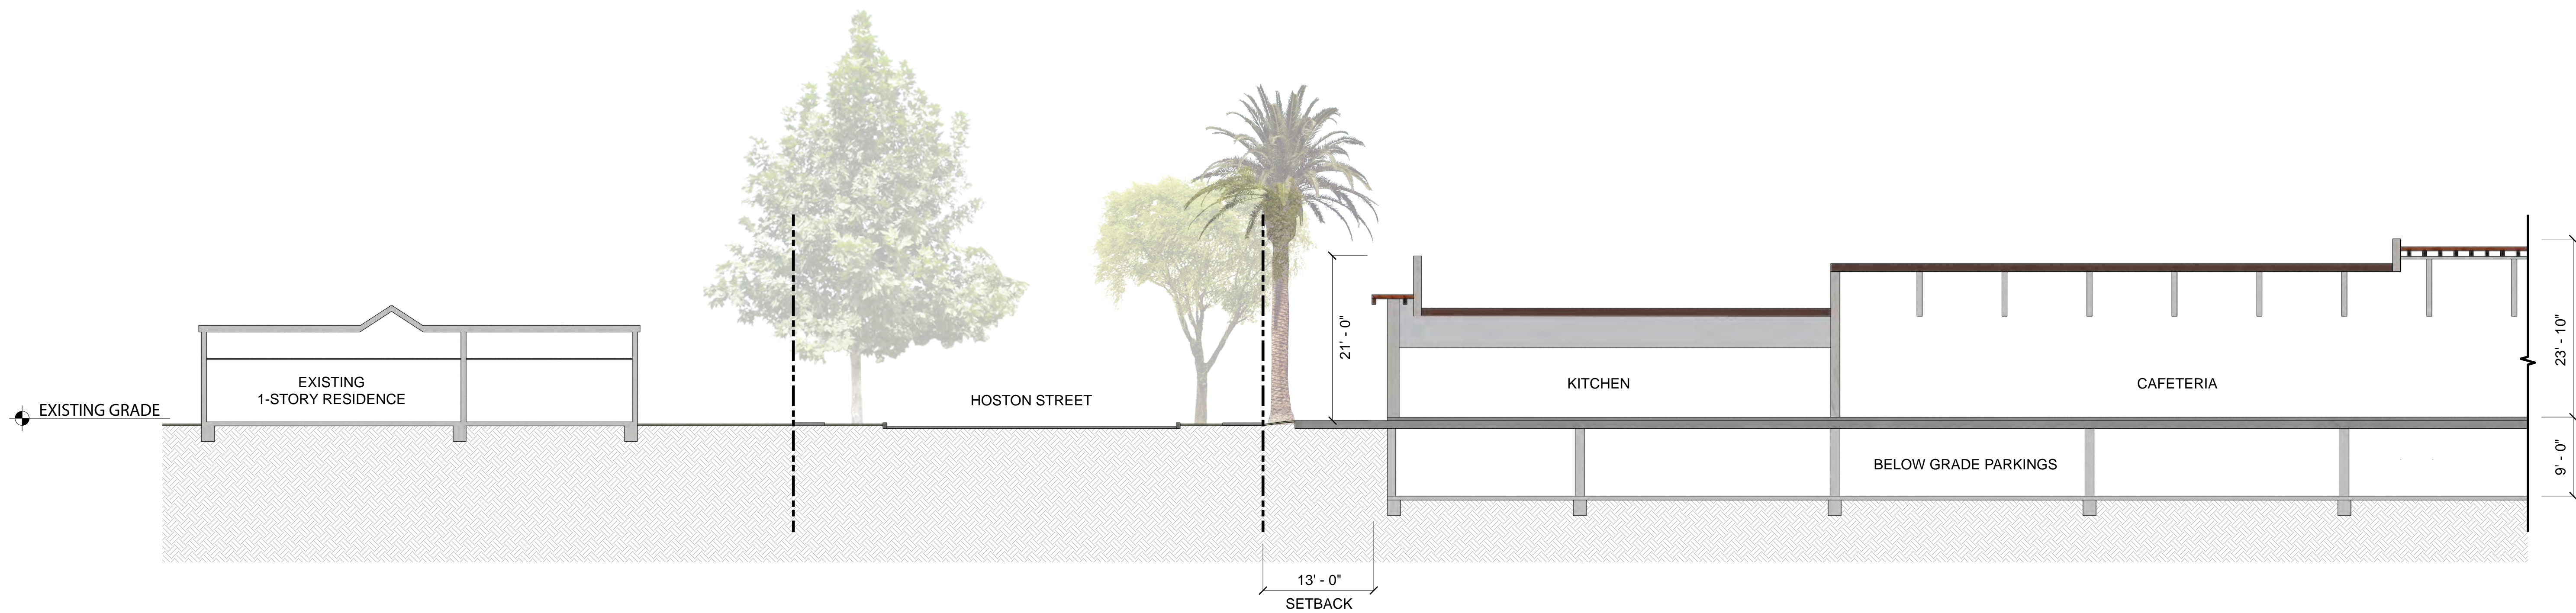 EXISTING GRADE
EXISTING
1-STORY RESIDENCE
HOSTON STREET
21' - 0"
KITCHEN
CAFETERIA
23' - 10"
BELOW GRADE PARKINGS
9' - 0"
13' - 0"
SETBACK